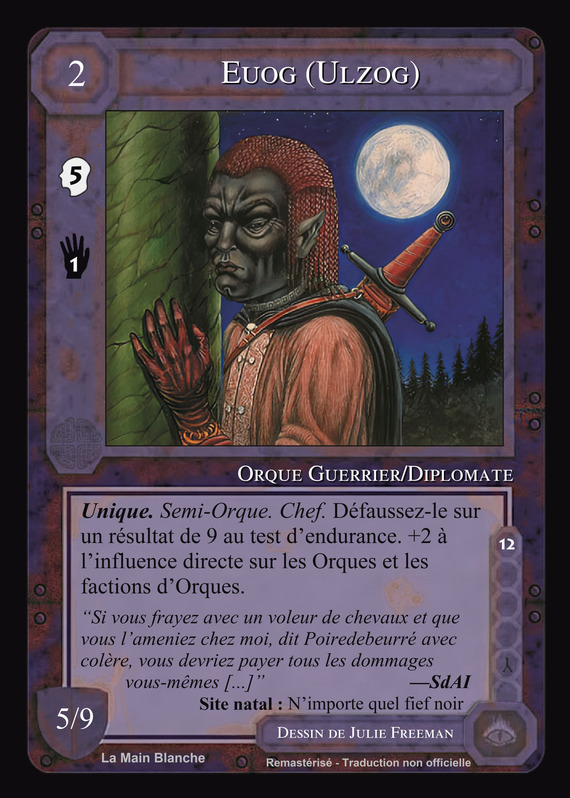 2
Euog (Ulzog)
5
1
Orque Guerrier/Diplomate
Unique. Semi-Orque. Chef. Défaussez-le sur
un résultat de 9 au test d’endurance. +2 à
l’influence directe sur les Orques et les
factions d’Orques.
12
“Si vous frayez avec un voleur de chevaux et que
vous l’ameniez chez moi, dit Poiredebeurré avec
colère, vous devriez payer tous les dommages
vous-mêmes [...]” —SdAI
Site natal : N’importe quel fief noir
5/9
Dessin de Julie Freeman
La Main Blanche
Remastérisé - Traduction non officielle